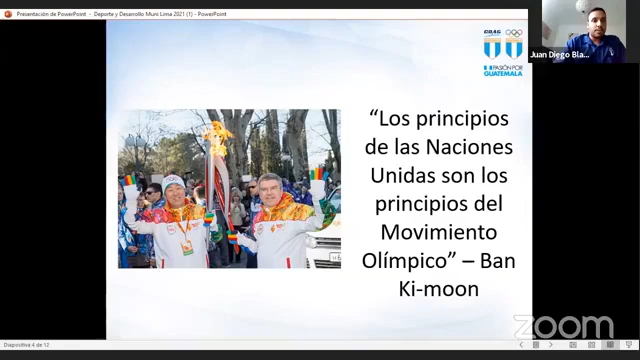 Presentación de PowerPoint - Deporte y Desarrollo Muni Lima 2021 (1) - PowerPoint
Juan Diego Bla...
PASIÓN POR
GUATEMALA
“Los principios
de las Naciones
Unidas son los
principios del
Movimiento
Olímpico” – Ban
Ki-moon
zoom
Diapositiva 4 de 12